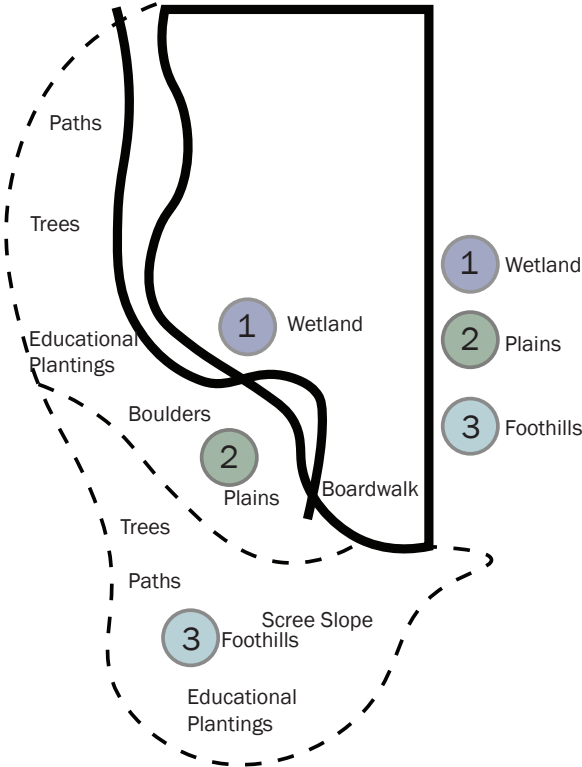 Paths
Trees
1
Wetland
2
Plains
1
Wetland
Educational
Plantings
3
Foothills
Boulders
2
Plains
Boardwalk
Trees
Paths
Scree Slope
3
Foothills
Educational
Plantings